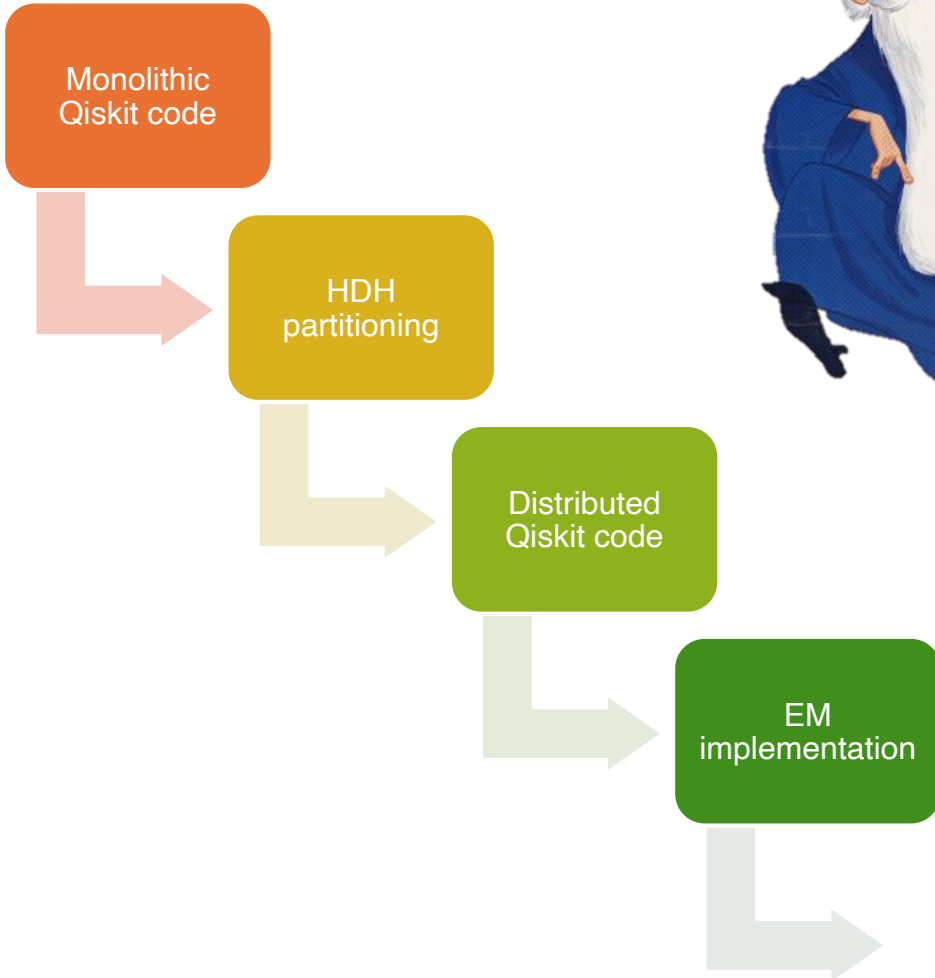 Monolithic
Qiskit code
HDH
partitioning
Distributed
Qiskit code
EM
implementation